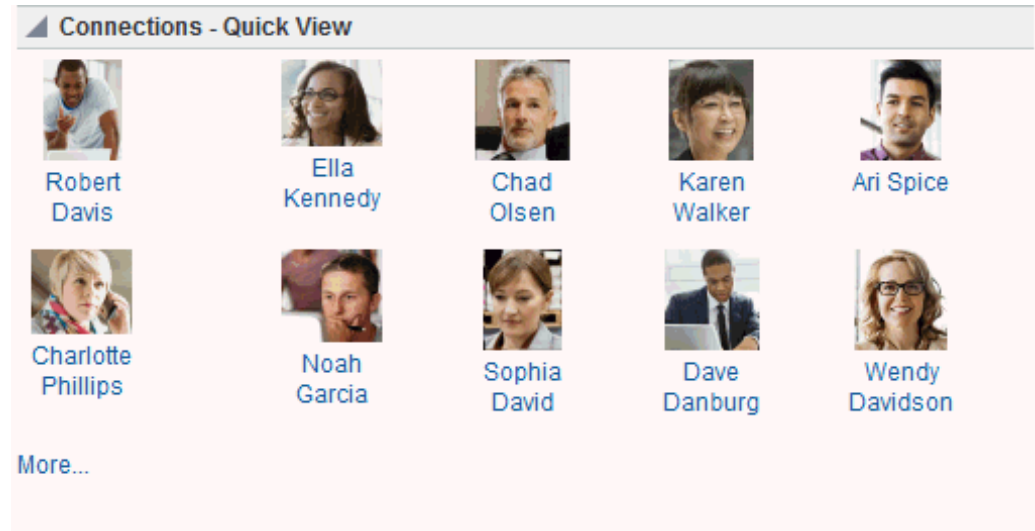 Connections - Quick View
Robert
Davis
Ella
Kennedy
Chad
Olsen
Karen
Walker
Ari Spice
Charlotte
Phillips
Noah
Garcia
Sophia
David
Dave
Danburg
Wendy
Davidson
More...